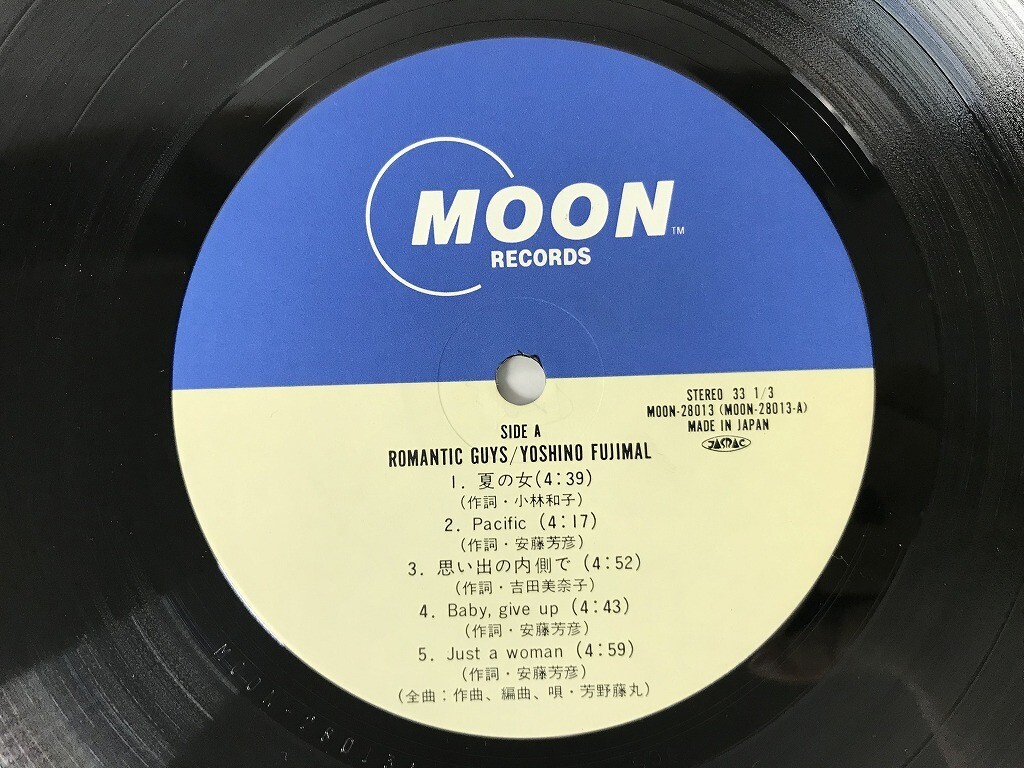 MOON TM
RECORDS
STEREO 33 1/3
MOON-28013 (MOON-28013-A)
MADE IN JAPAN
JASRAC
SIDE A
ROMANTIC GUYS/YOSHINO FUJIMAL
1. 夏の女(4:39)
(作詞・小林和子)
2. Pacific (4:17)
(作詞・安藤芳彦)
3. 思い出の内側で (4:52)
(作詞・吉田美奈子)
4. Baby, give up (4:43)
(作詞・安藤芳彦)
5. Just a woman (4:59)
(作詞・安藤芳彦)
(全曲:作曲、編曲、唄・芳野藤丸)